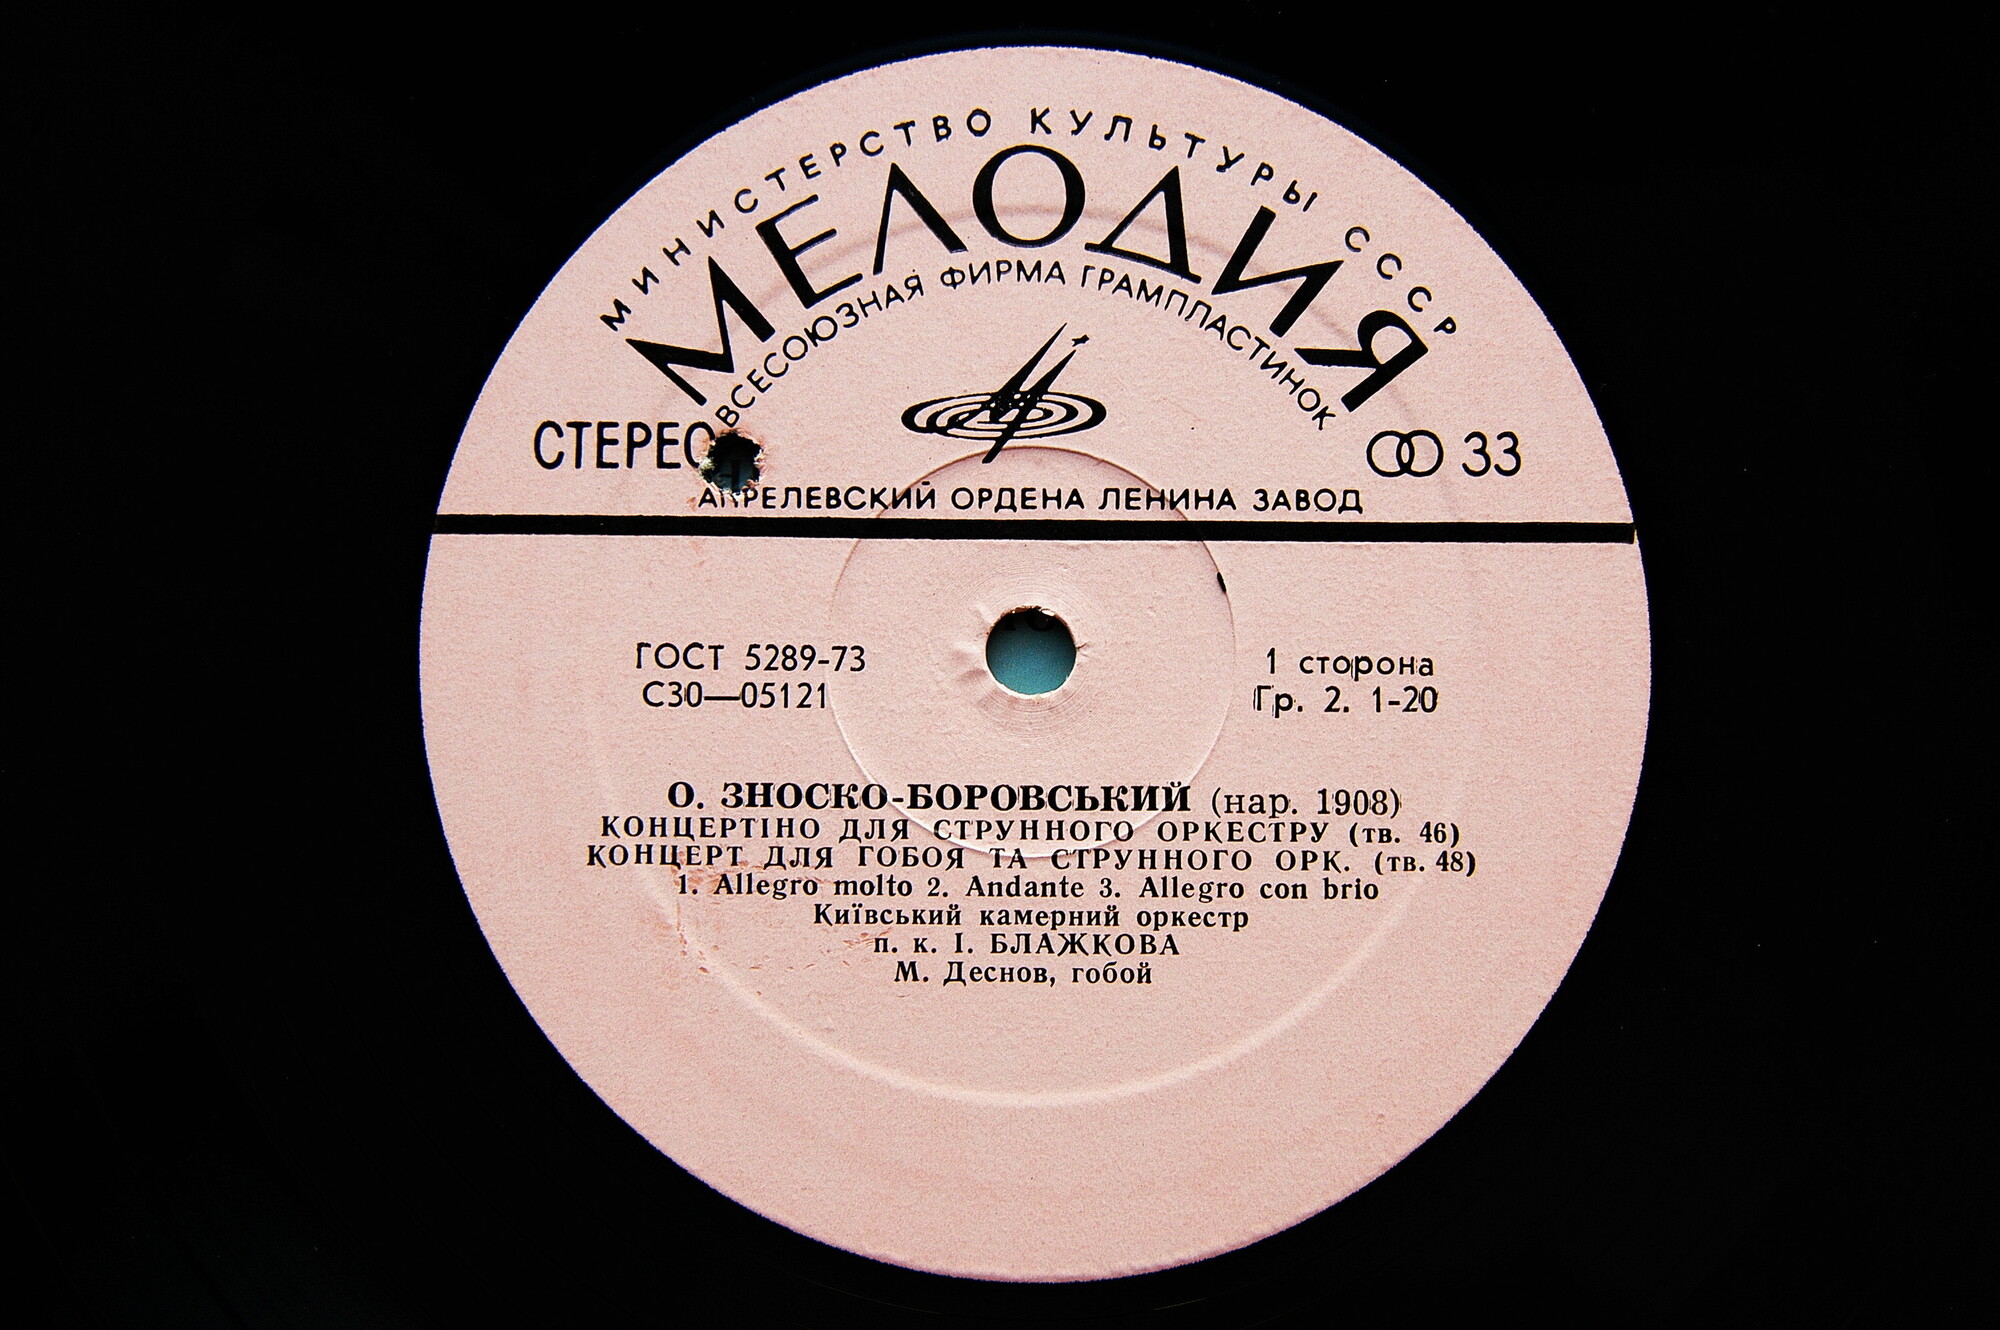 МИНИСТЕРСТВО КУЛЬТУРЫ СССР
МЕЛОДИЯ
ВСЕСОЮЗНАЯ ФИРМА ГРАМПЛАСТИНОК
СТЕРЕО 33
АПРЕЛЕВСКИЙ ОРДЕНА ЛЕНИНА ЗАВОД
ГОСТ 5289-73
С30—05121
1 сторона
Гр. 2. 1-20
О. ЗНОСКО-БОРОВСЬКИЙ (нар. 1908)
КОНЦЕРТІНО ДЛЯ СТРУННОГО ОРКЕСТРУ (тв. 46)
КОНЦЕРТ ДЛЯ ГОБОЯ ТА СТРУННОГО ОРК. (тв. 48)
1. Allegro molto 2. Andante 3. Allegro con brio
Київський камерний оркестр
п. к. І. БЛАЖКОВА
М. Деснов, гобой